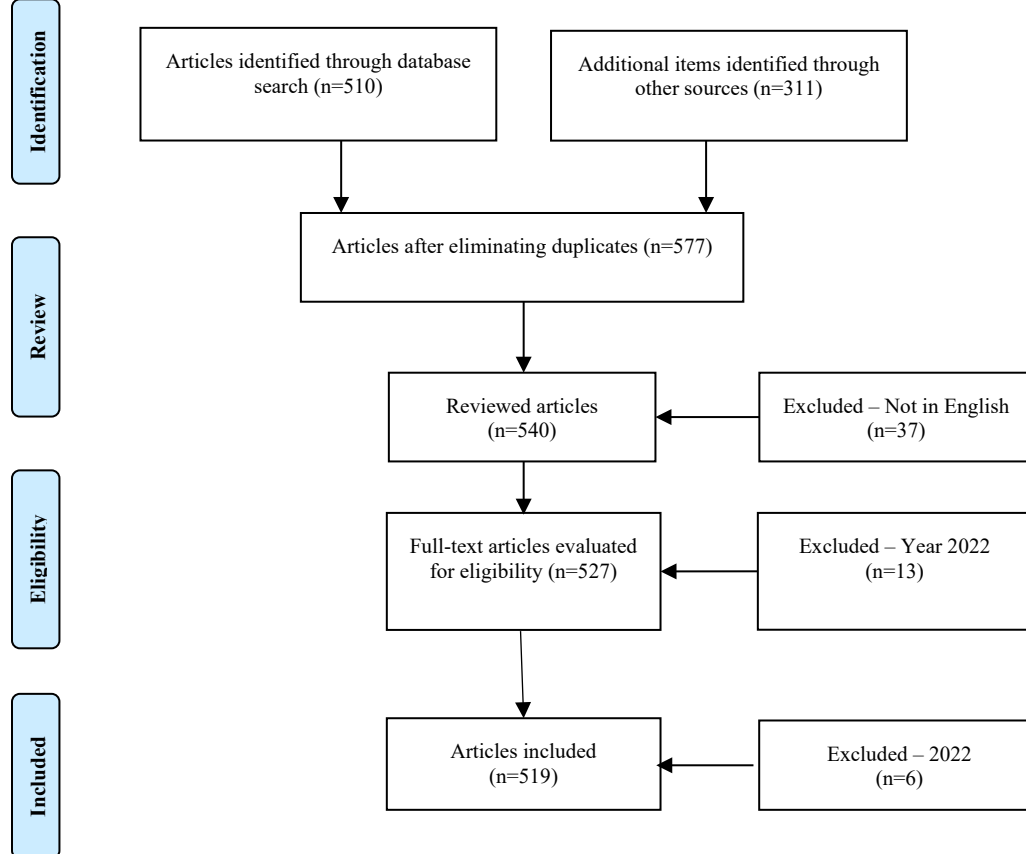 Identification
Articles identified through database
search (n=510)
Additional items identified through
other sources (n=311)
Review
Articles after eliminating duplicates (n=577)
Reviewed articles
(n=540)
Excluded – Not in English
(n=37)
Eligibility
Full-text articles evaluated
for eligibility (n=527)
Excluded – Year 2022
(n=13)
Included
Articles included
(n=519)
Excluded – 2022
(n=6)